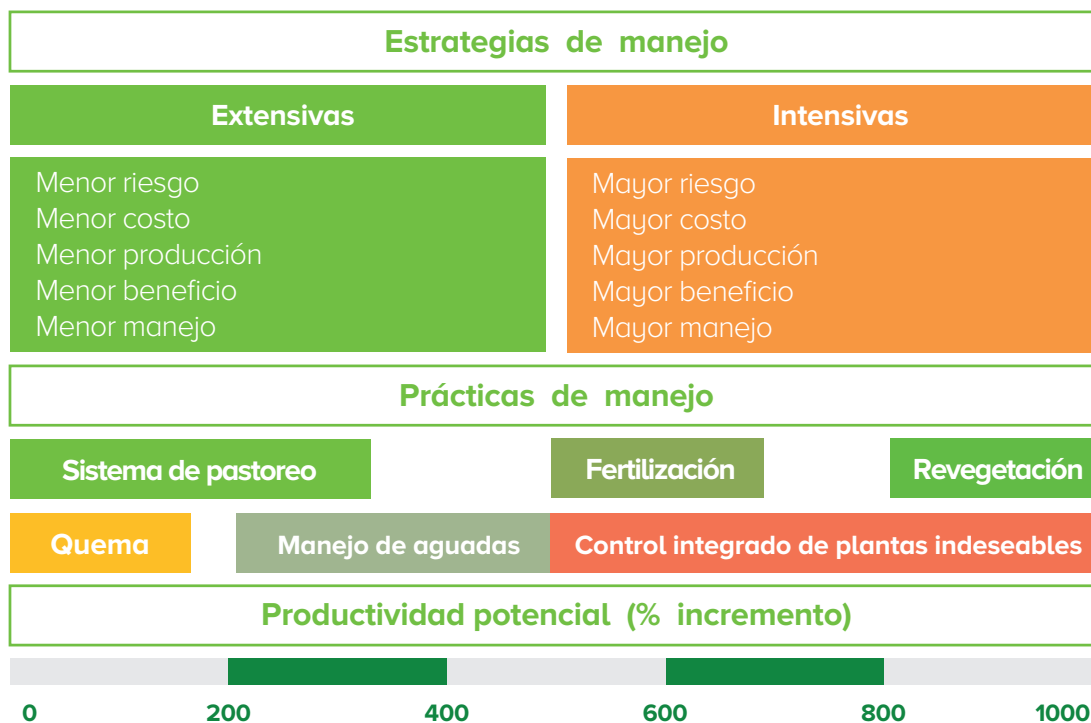 Estrategias de manejo
Extensivas
Intensivas
Menor riesgo
Menor costo
Menor producción
Menor beneficio
Menor manejo
Mayor riesgo
Mayor costo
Mayor producción
Mayor beneficio
Mayor manejo
Prácticas de manejo
Sistema de pastoreo
Fertilización
Revegetación
Quema
Manejo de aguadas
Control integrado de plantas indeseables
Productividad potencial (% incremento)
0 200 400 600 800 1000